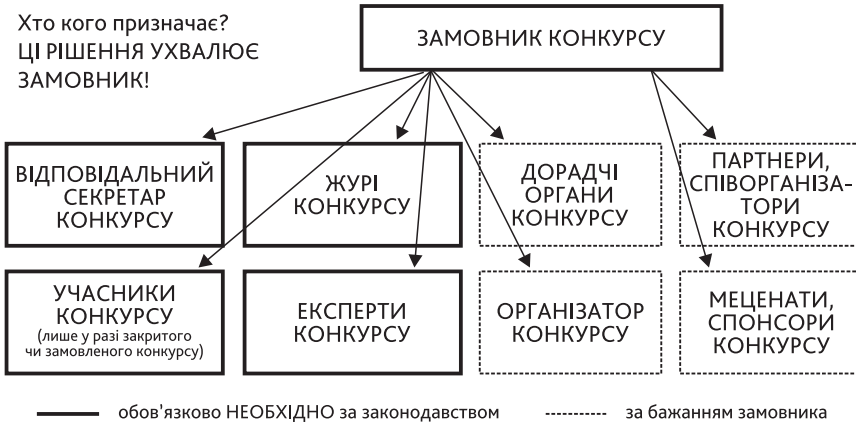 Хто кого призначає?
ЦІ РІШЕННЯ УХВАЛЮЄ
ЗАМОВНИК!
ЗАМОВНИК КОНКУРСУ
ВІДПОВІДАЛЬНИЙ
СЕКРЕТАР
КОНКУРСУ
ЖУРІ
КОНКУРСУ
ДОРАДЧІ
ОРГАНИ
КОНКУРСУ
ПАРТНЕРИ,
СПІВОРГАНІЗА-
ТОРИ
КОНКУРСУ
УЧАСНИКИ
КОНКУРСУ
(лише у разі закритого
чи замовленого конкурсу)
ЕКСПЕРТИ
КОНКУРСУ
ОРГАНІЗАТОР
КОНКУРСУ
МЕЦЕНАТИ,
СПОНСОРИ
КОНКУРСУ
обов'язково НЕОБХІДНО за законодавством
за бажанням замовника